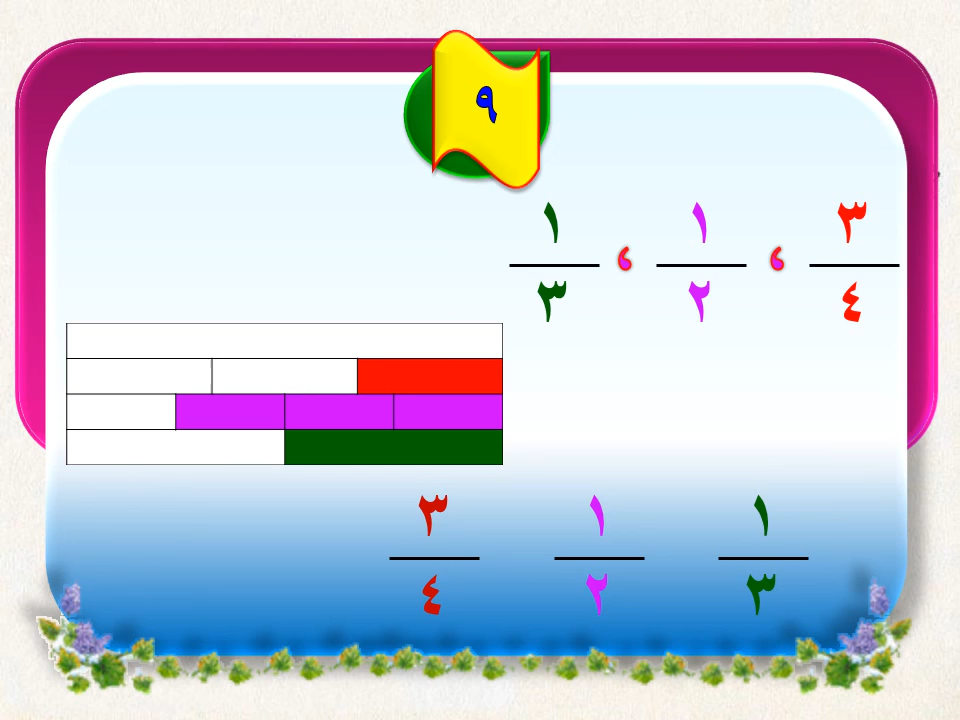 ٩
٣/٤ ، ١/٢ ، ١/٣
١/٣ ١/٢ ٣/٤